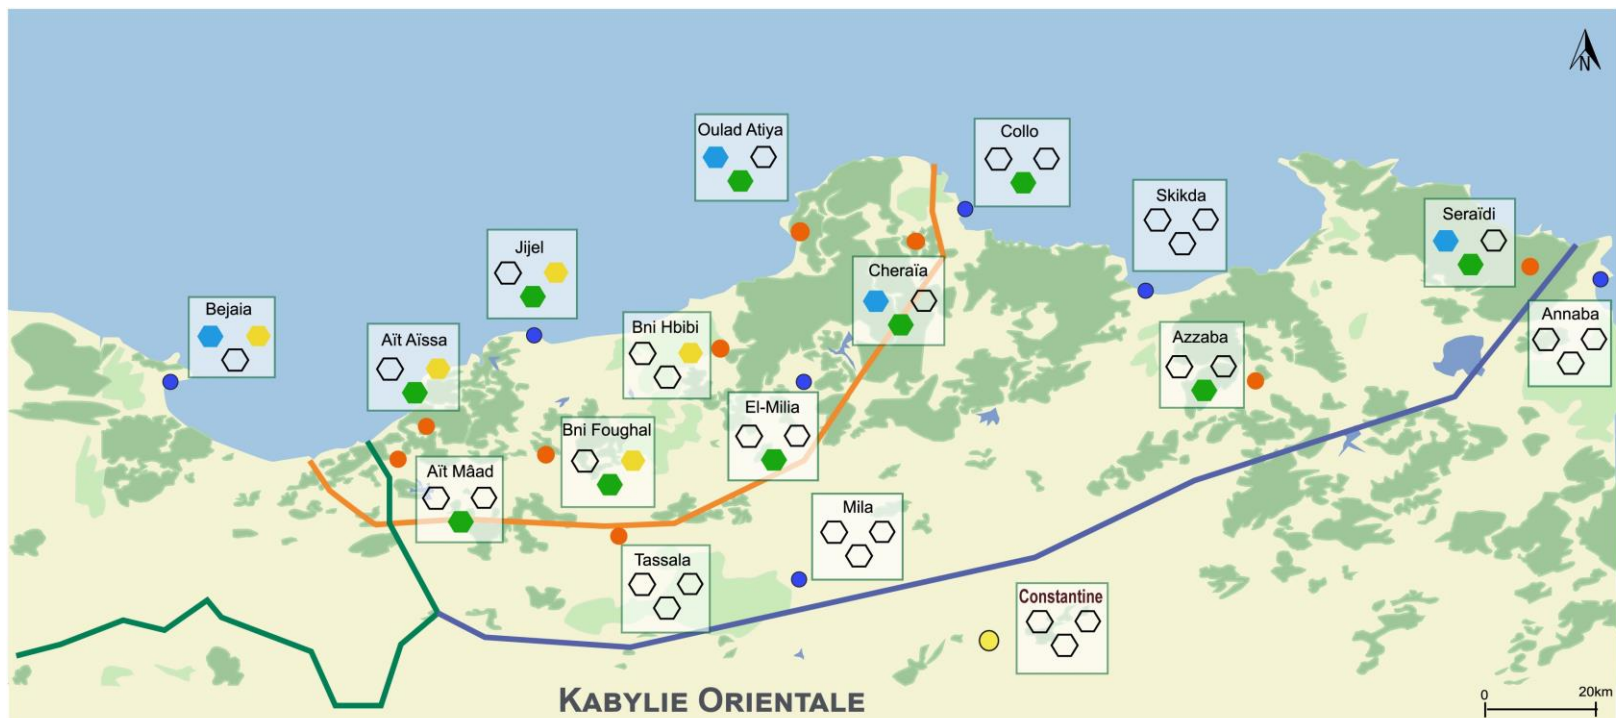 N
Oulad Atiya
Collo
Skikda
Seraïdi
Jijel
Cheraïa
Bejaia
Aït Aïssa
Bni Hbibi
Annaba
Azzaba
El-Milia
Bni Foughal
Aït Mâad
Mila
Tassala
Constantine
KABYLIE ORIENTALE
0 20km